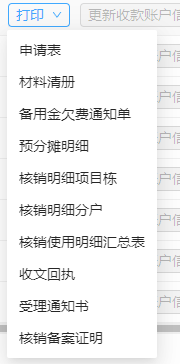 打印
更新收款账户信
申请表
材料清册
备用金欠费通知单
预分摊明细
核销明细项目栋
核销明细分户
核销使用明细汇总表
收文回执
受理通知书
核销备案证明